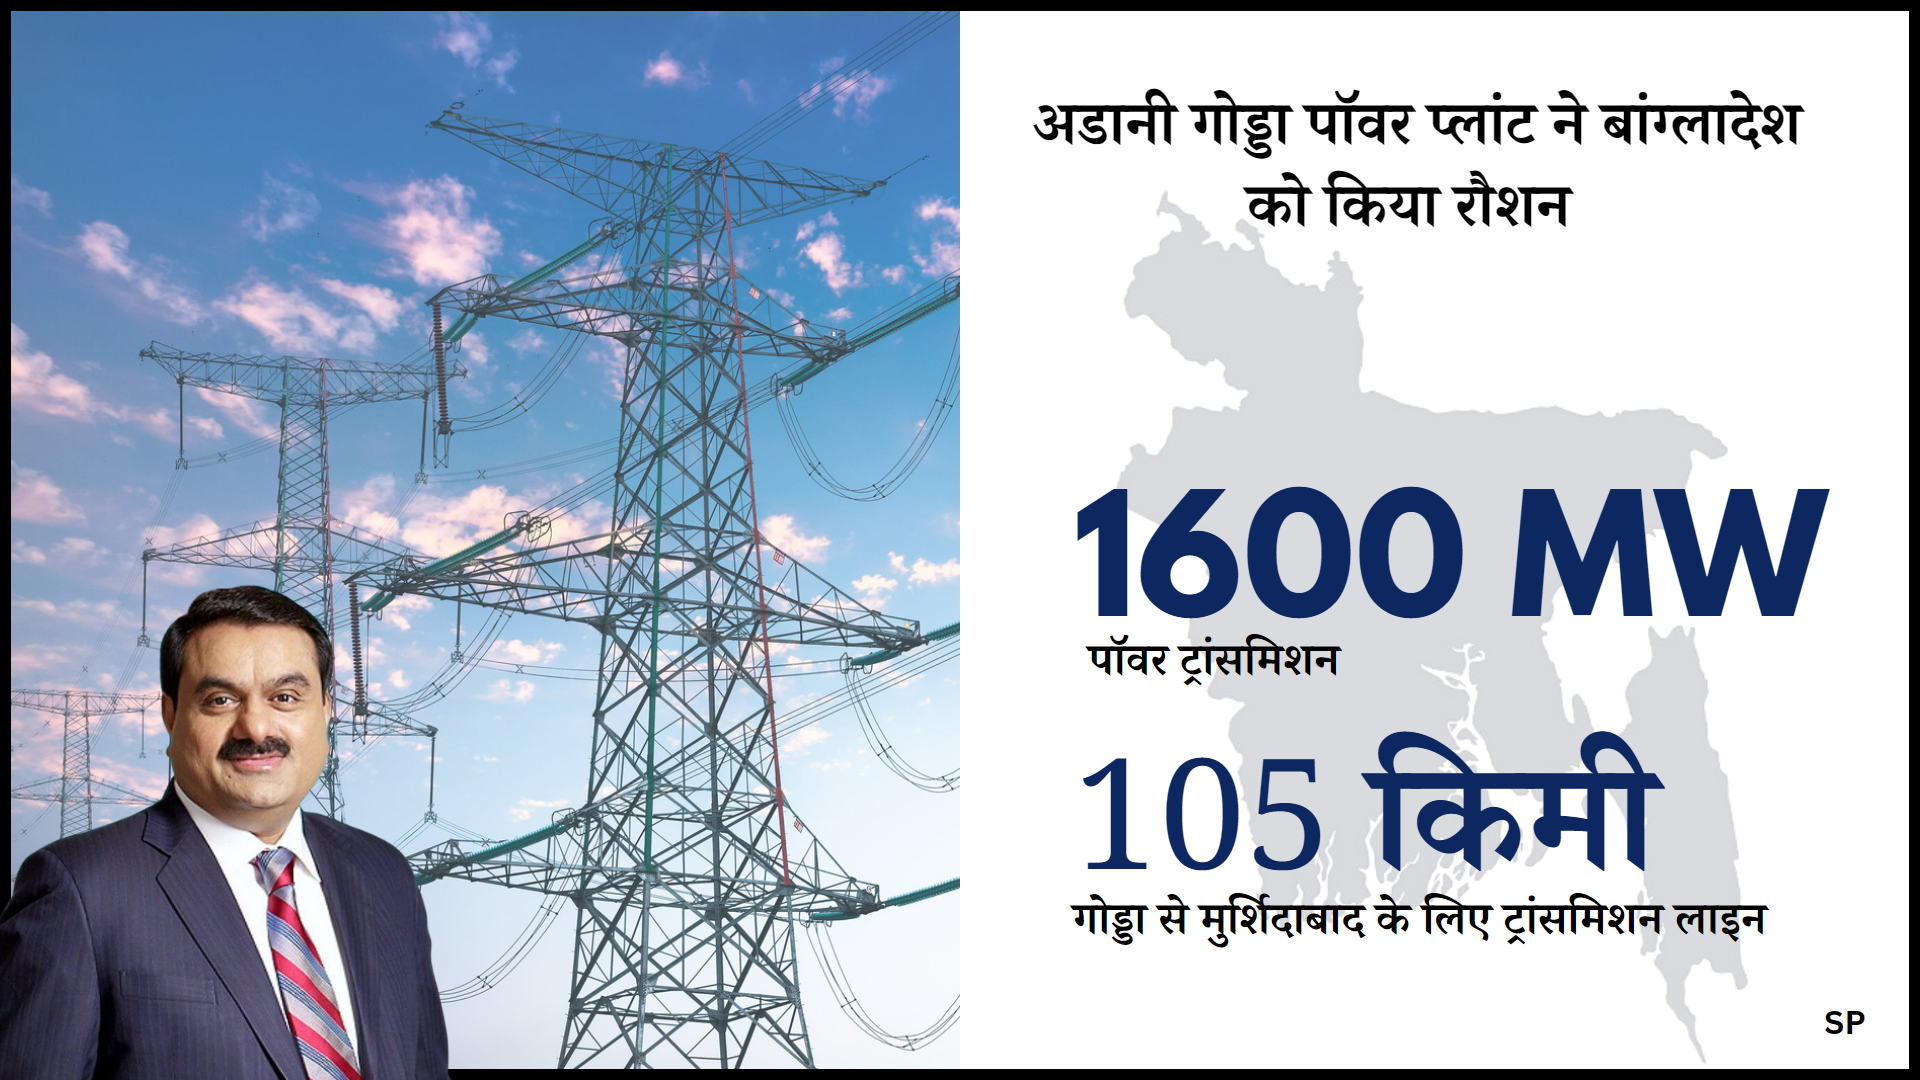 अडानी गोड्डा पॉवर प्लांट ने बांग्लादेश
को किया रौशन
1600 MW
पॉवर ट्रांसमिशन
105 किमी
गोड्डा से मुर्शिदाबाद के लिए ट्रांसमिशन लाइन
SP